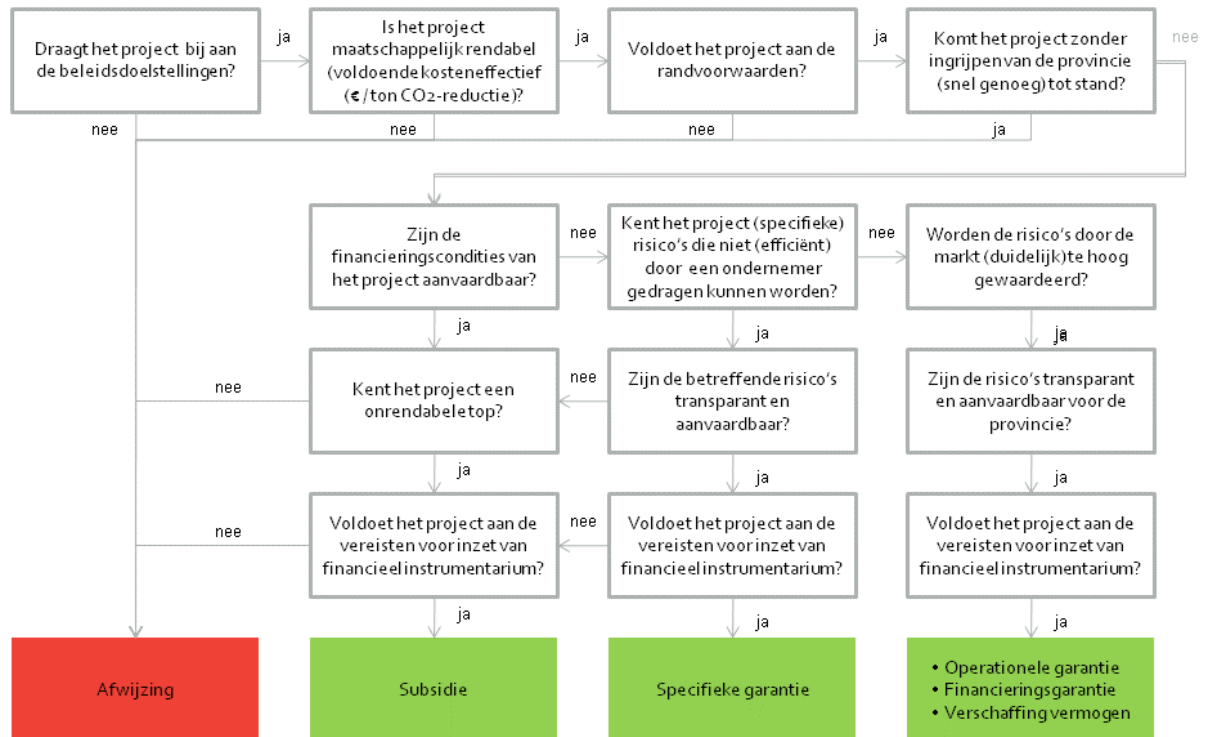 Draagt het project bij aan
de beleidsdoelstellingen?
ja
Is het project
maatschappelijk rendabel
(voldoende kosteneffectief
(€ / ton CO2-reductie)?
ja
Voldoet het project aan de
randvoorwaarden?
ja
Komt het project zonder
ingrijpen van de provincie
(snel genoeg) tot stand?
nee
nee
nee
nee
ja
Zijn de
financieringscondities van
het project aanvaardbaar?
nee
Kent het project (specifieke)
risico's die niet (efficiënt)
door een ondernemer
gedragen kunnen worden?
nee
Worden de risico's door de
markt (duidelijk) te hoog
gewaardeerd?
ja
ja
ja
ja
nee
Kent het project een
onrendabele top?
nee
Zijn de betreffende risico's
transparant en
aanvaardbaar?
Zijn de risico's transparant
en aanvaardbaar voor de
provincie?
ja
ja
ja
nee
Voldoet het project aan de
vereisten voor inzet van
financieel instrumentarium?
nee
Voldoet het project aan de
vereisten voor inzet van
financieel instrumentarium?
Voldoet het project aan de
vereisten voor inzet van
financieel instrumentarium?
ja
ja
ja
Afwijzing
Subsidie
Specifieke garantie
• Operationele garantie
• Financieringsgarantie
• Verschaffing vermogen